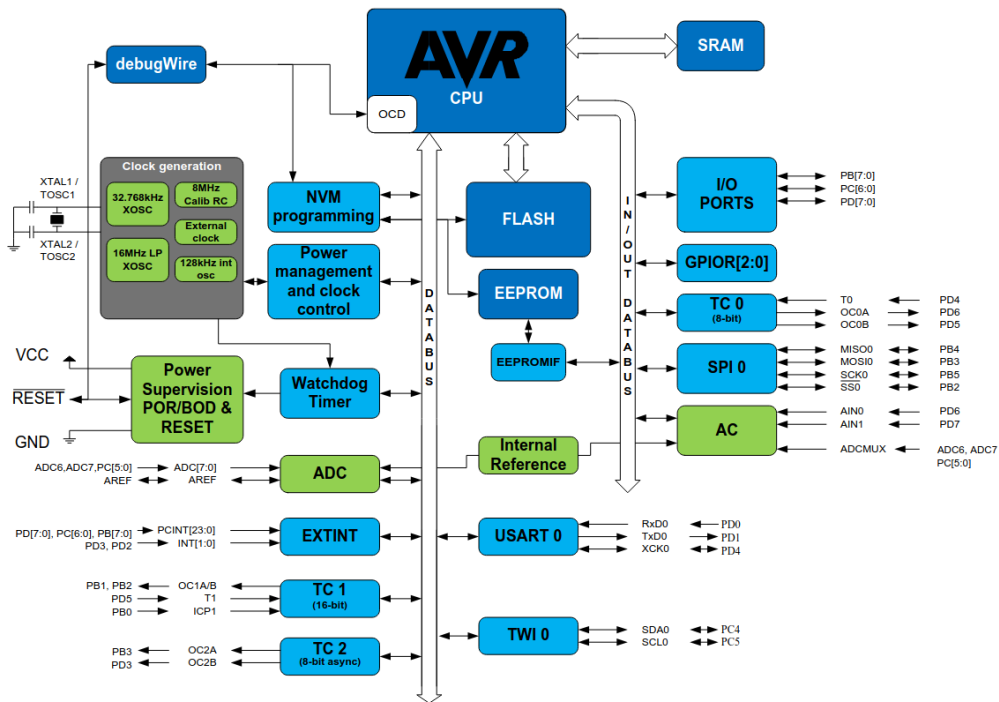 AVR
CPU
OCD
SRAM
debugWire
Clock generation
XTAL1 /
TOSC1
32.768kHz
XOSC
8MHz
Calib RC
External
clock
XTAL2 /
TOSC2
16MHz LP
XOSC
128kHz int
osc
NVM
programming
FLASH
Power
management
and clock
control
EEPROM
EEPROMIF
DATABUS
IN/OUT DATABUS
I/O
PORTS
PB[7:0]
PC[6:0]
PD[7:0]
GPIOR[2:0]
TC 0
(8-bit)
T0 PD4
OC0A PD6
OC0B PD5
SPI 0
MISO0 PB4
MOSI0 PB3
SCK0 PB5
SS0 PB2
AC
AIN0 PD6
AIN1 PD7
ADCMUX ADC6, ADC7
PC[5:0]
VCC
RESET
GND
Power
Supervision
POR/BOD &
RESET
Watchdog
Timer
Internal
Reference
ADC6,ADC7,PC[5:0] ADC[7:0]
AREF AREF
ADC
PD[7:0], PC[6:0], PB[7:0] PCINT[23:0]
PD3, PD2 INT[1:0]
EXTINT
USART 0
RxD0 PD0
TxD0 PD1
XCK0 PD4
PB1, PB2 OC1A/B
PD5 T1
PB0 ICP1
TC 1
(16-bit)
TWI 0
SDA0 PC4
SCL0 PC5
PB3 OC2A
PD3 OC2B
TC 2
(8-bit async)